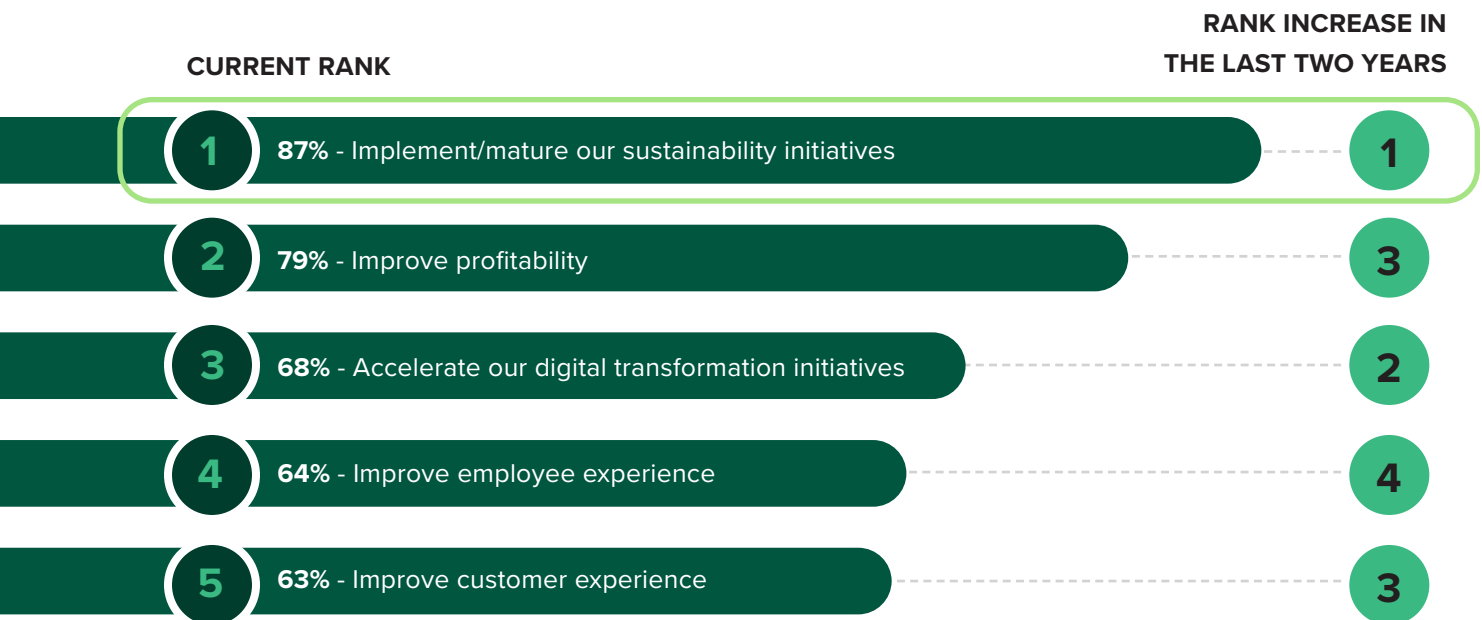 RANK INCREASE IN
THE LAST TWO YEARS
CURRENT RANK
1 87% - Implement/mature our sustainability initiatives 1
2 79% - Improve profitability 3
3 68% - Accelerate our digital transformation initiatives 2
4 64% - Improve employee experience 4
5 63% - Improve customer experience 3